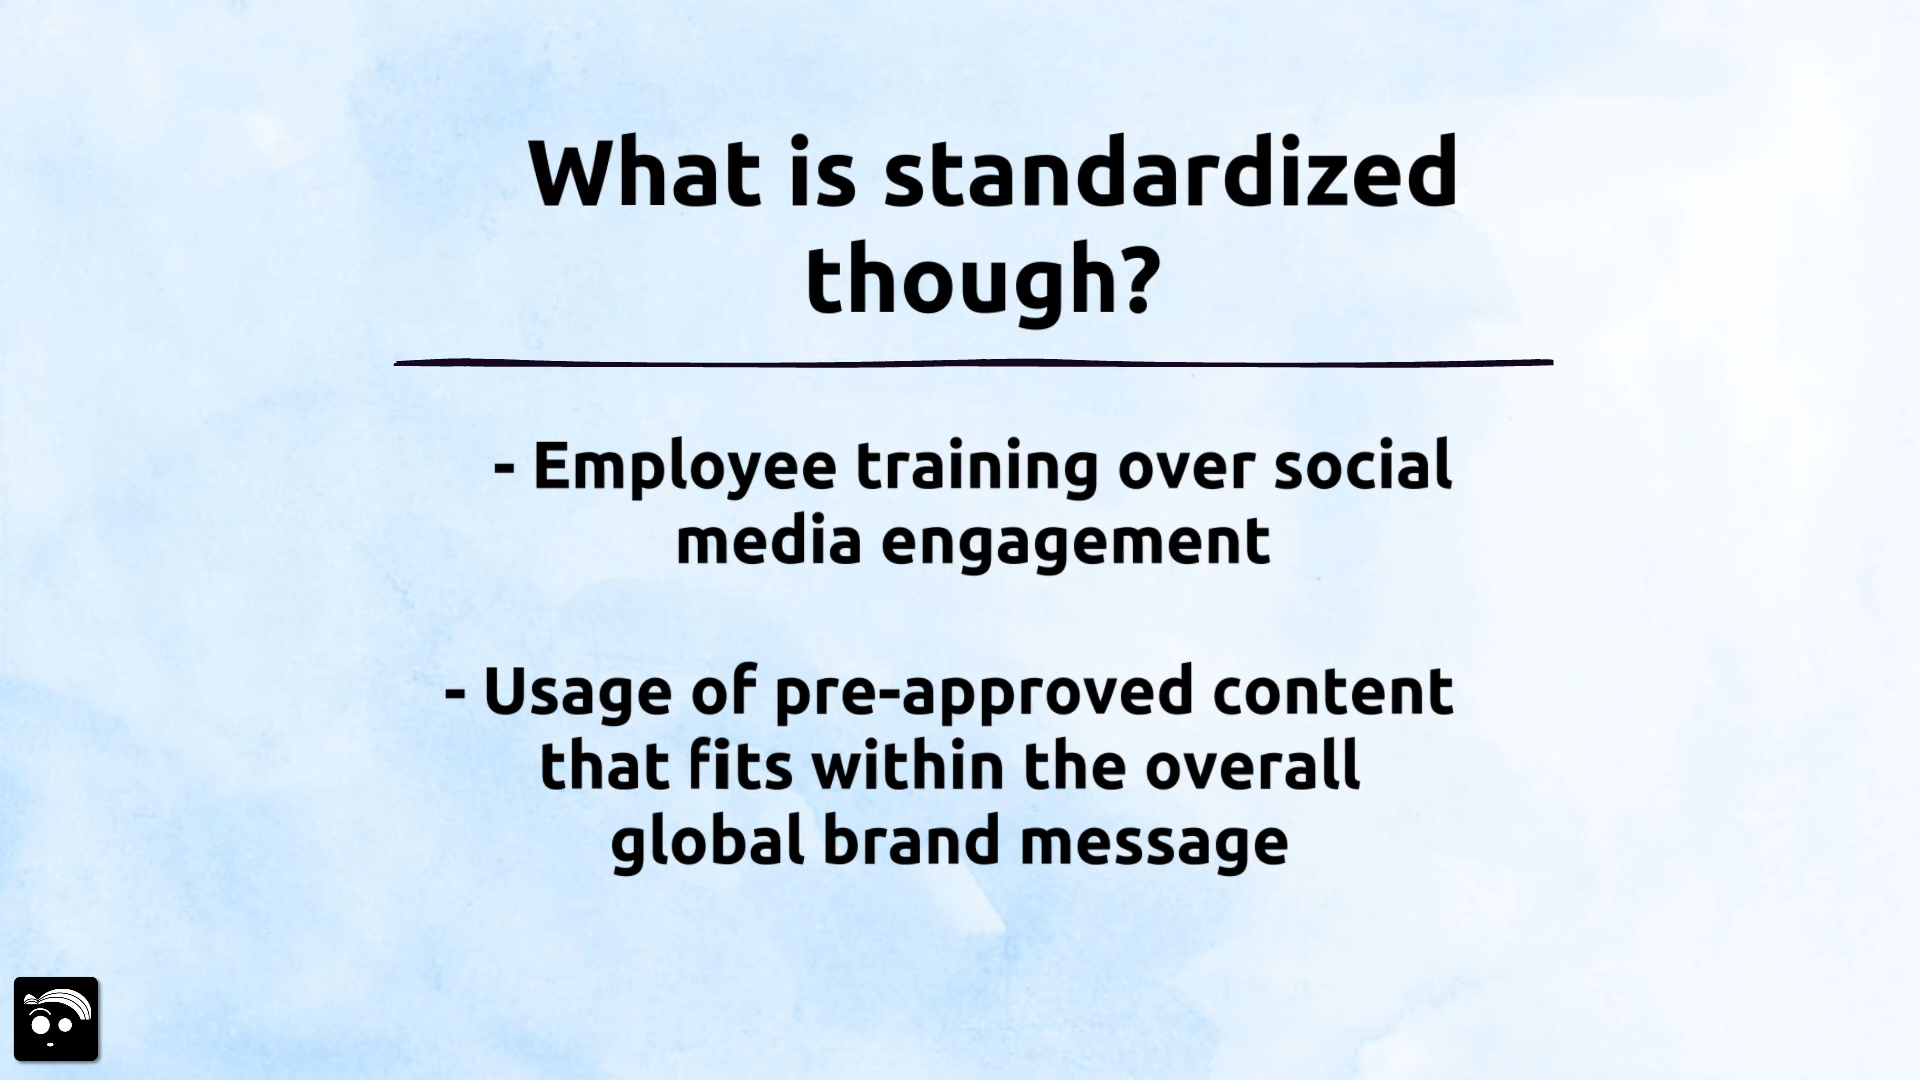 What is standardized
though?
- Employee training over social
media engagement
- Usage of pre-approved content
that fits within the overall
global brand message